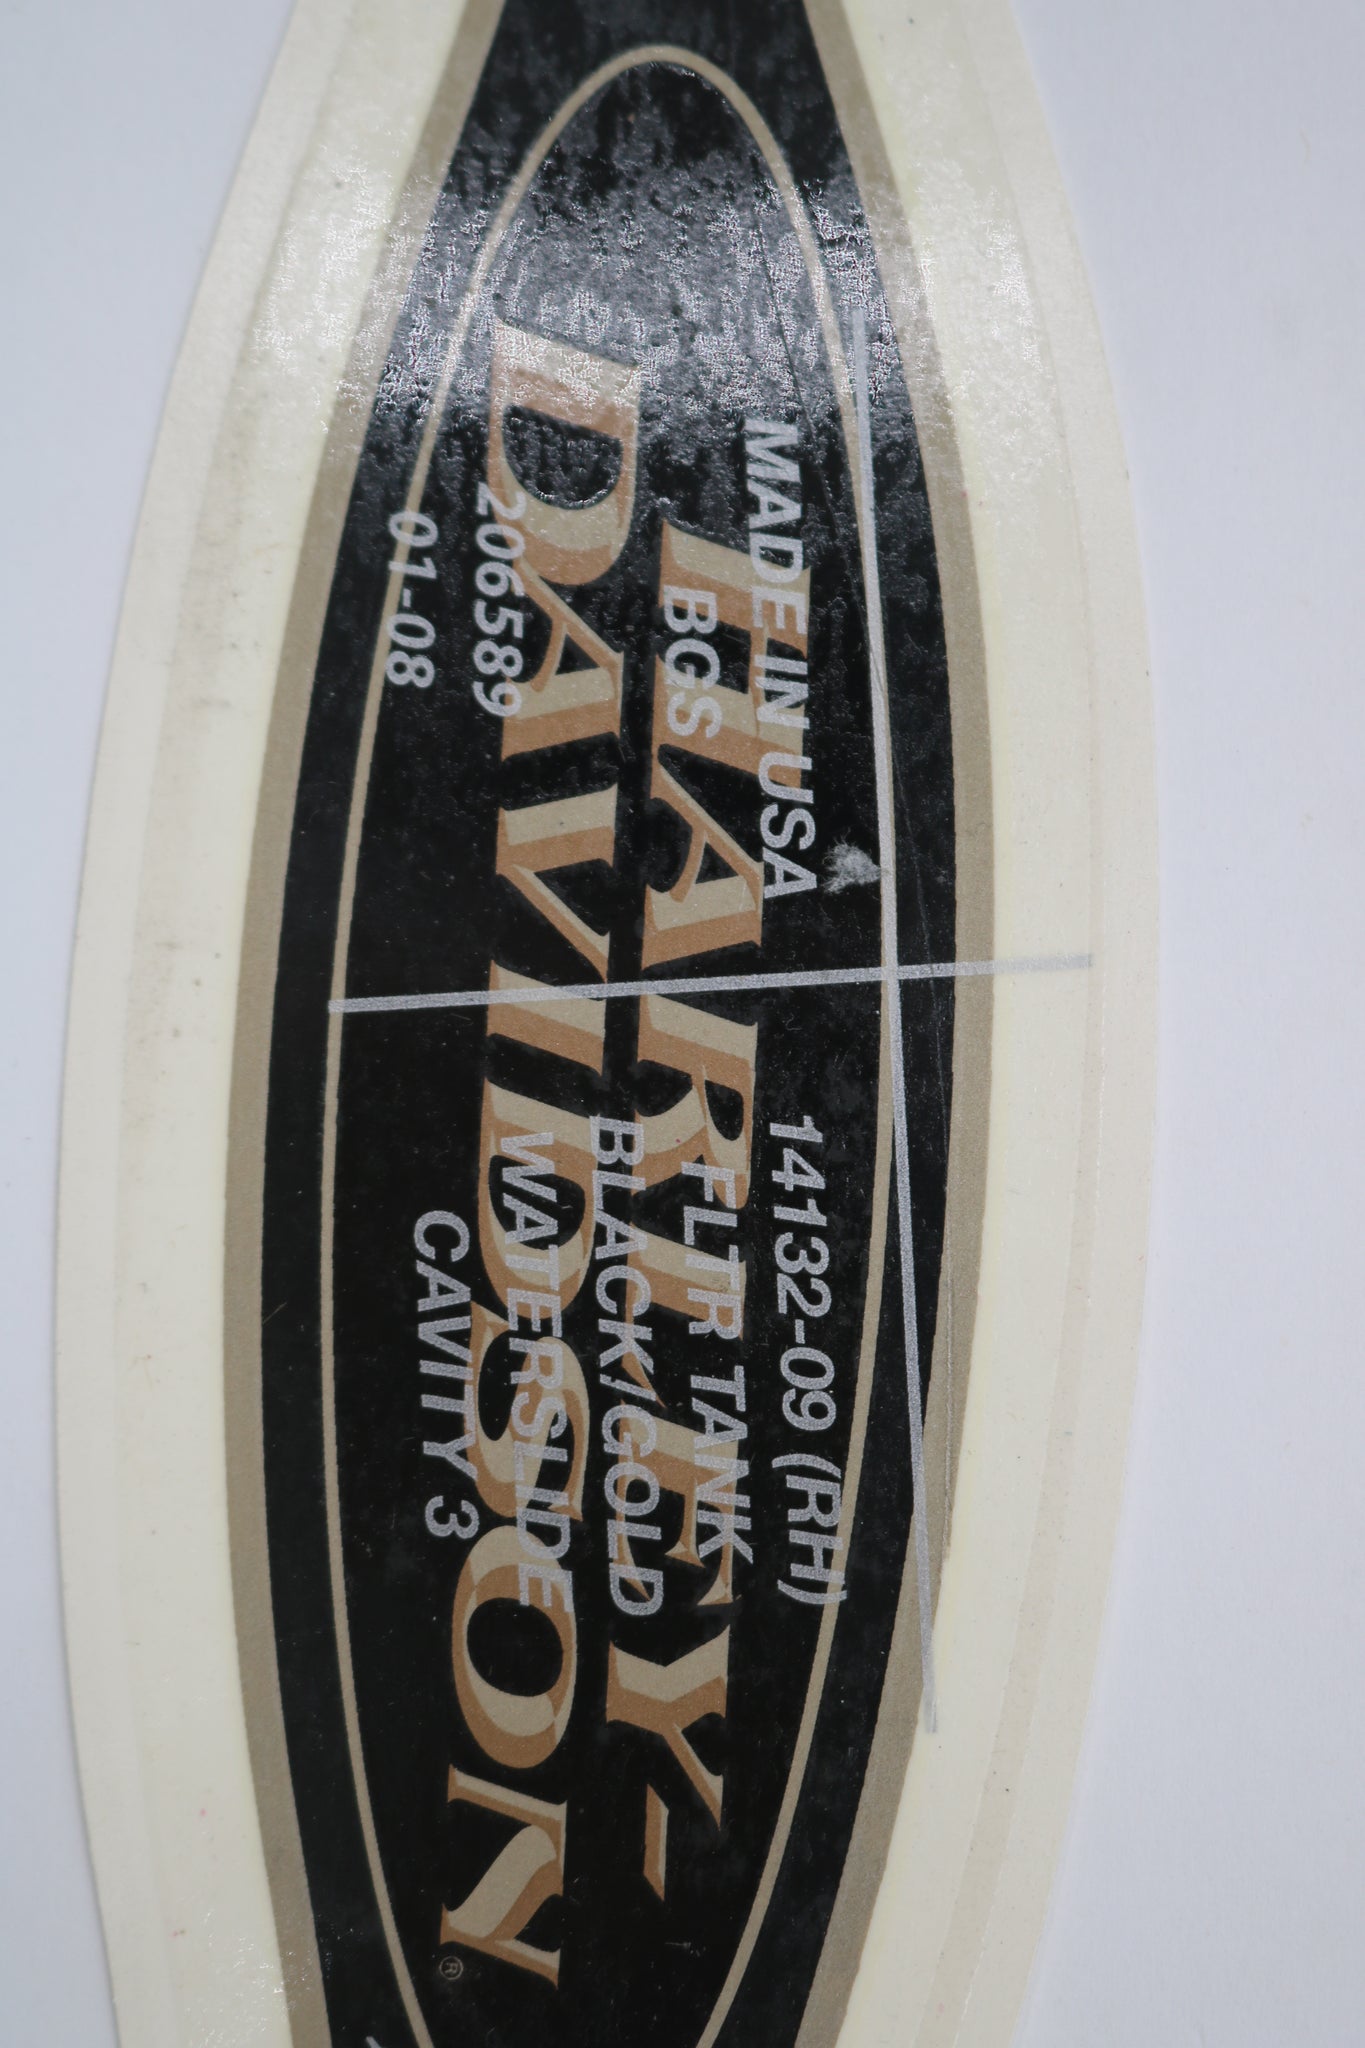 HARLEY-
DAVIDSON®
MADE IN USA
BGS
206589
01-08
14132-09 (RH)
FLTR TANK
BLACK/GOLD
WATERSLIDE
CAVITY 3